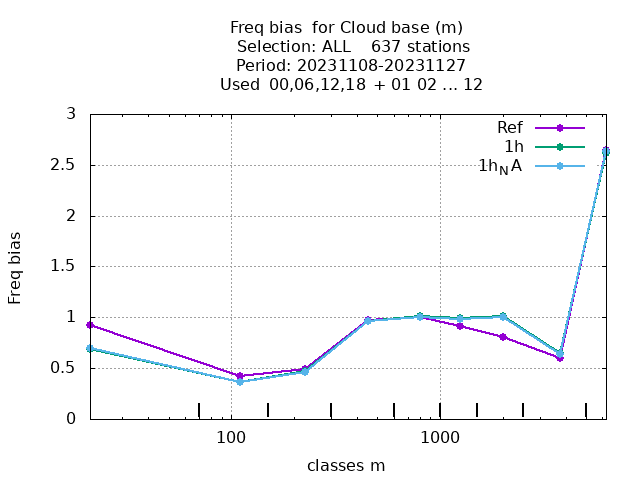 Freq bias  for Cloud base (m)
Selection: ALL    637 stations
Period: 20231108-20231127
Used  00,06,12,18  + 01 02 ... 12
3
2.5
2
1.5
1
0.5
0
Freq bias
Ref
1h
1hNA
100
1000
classes m